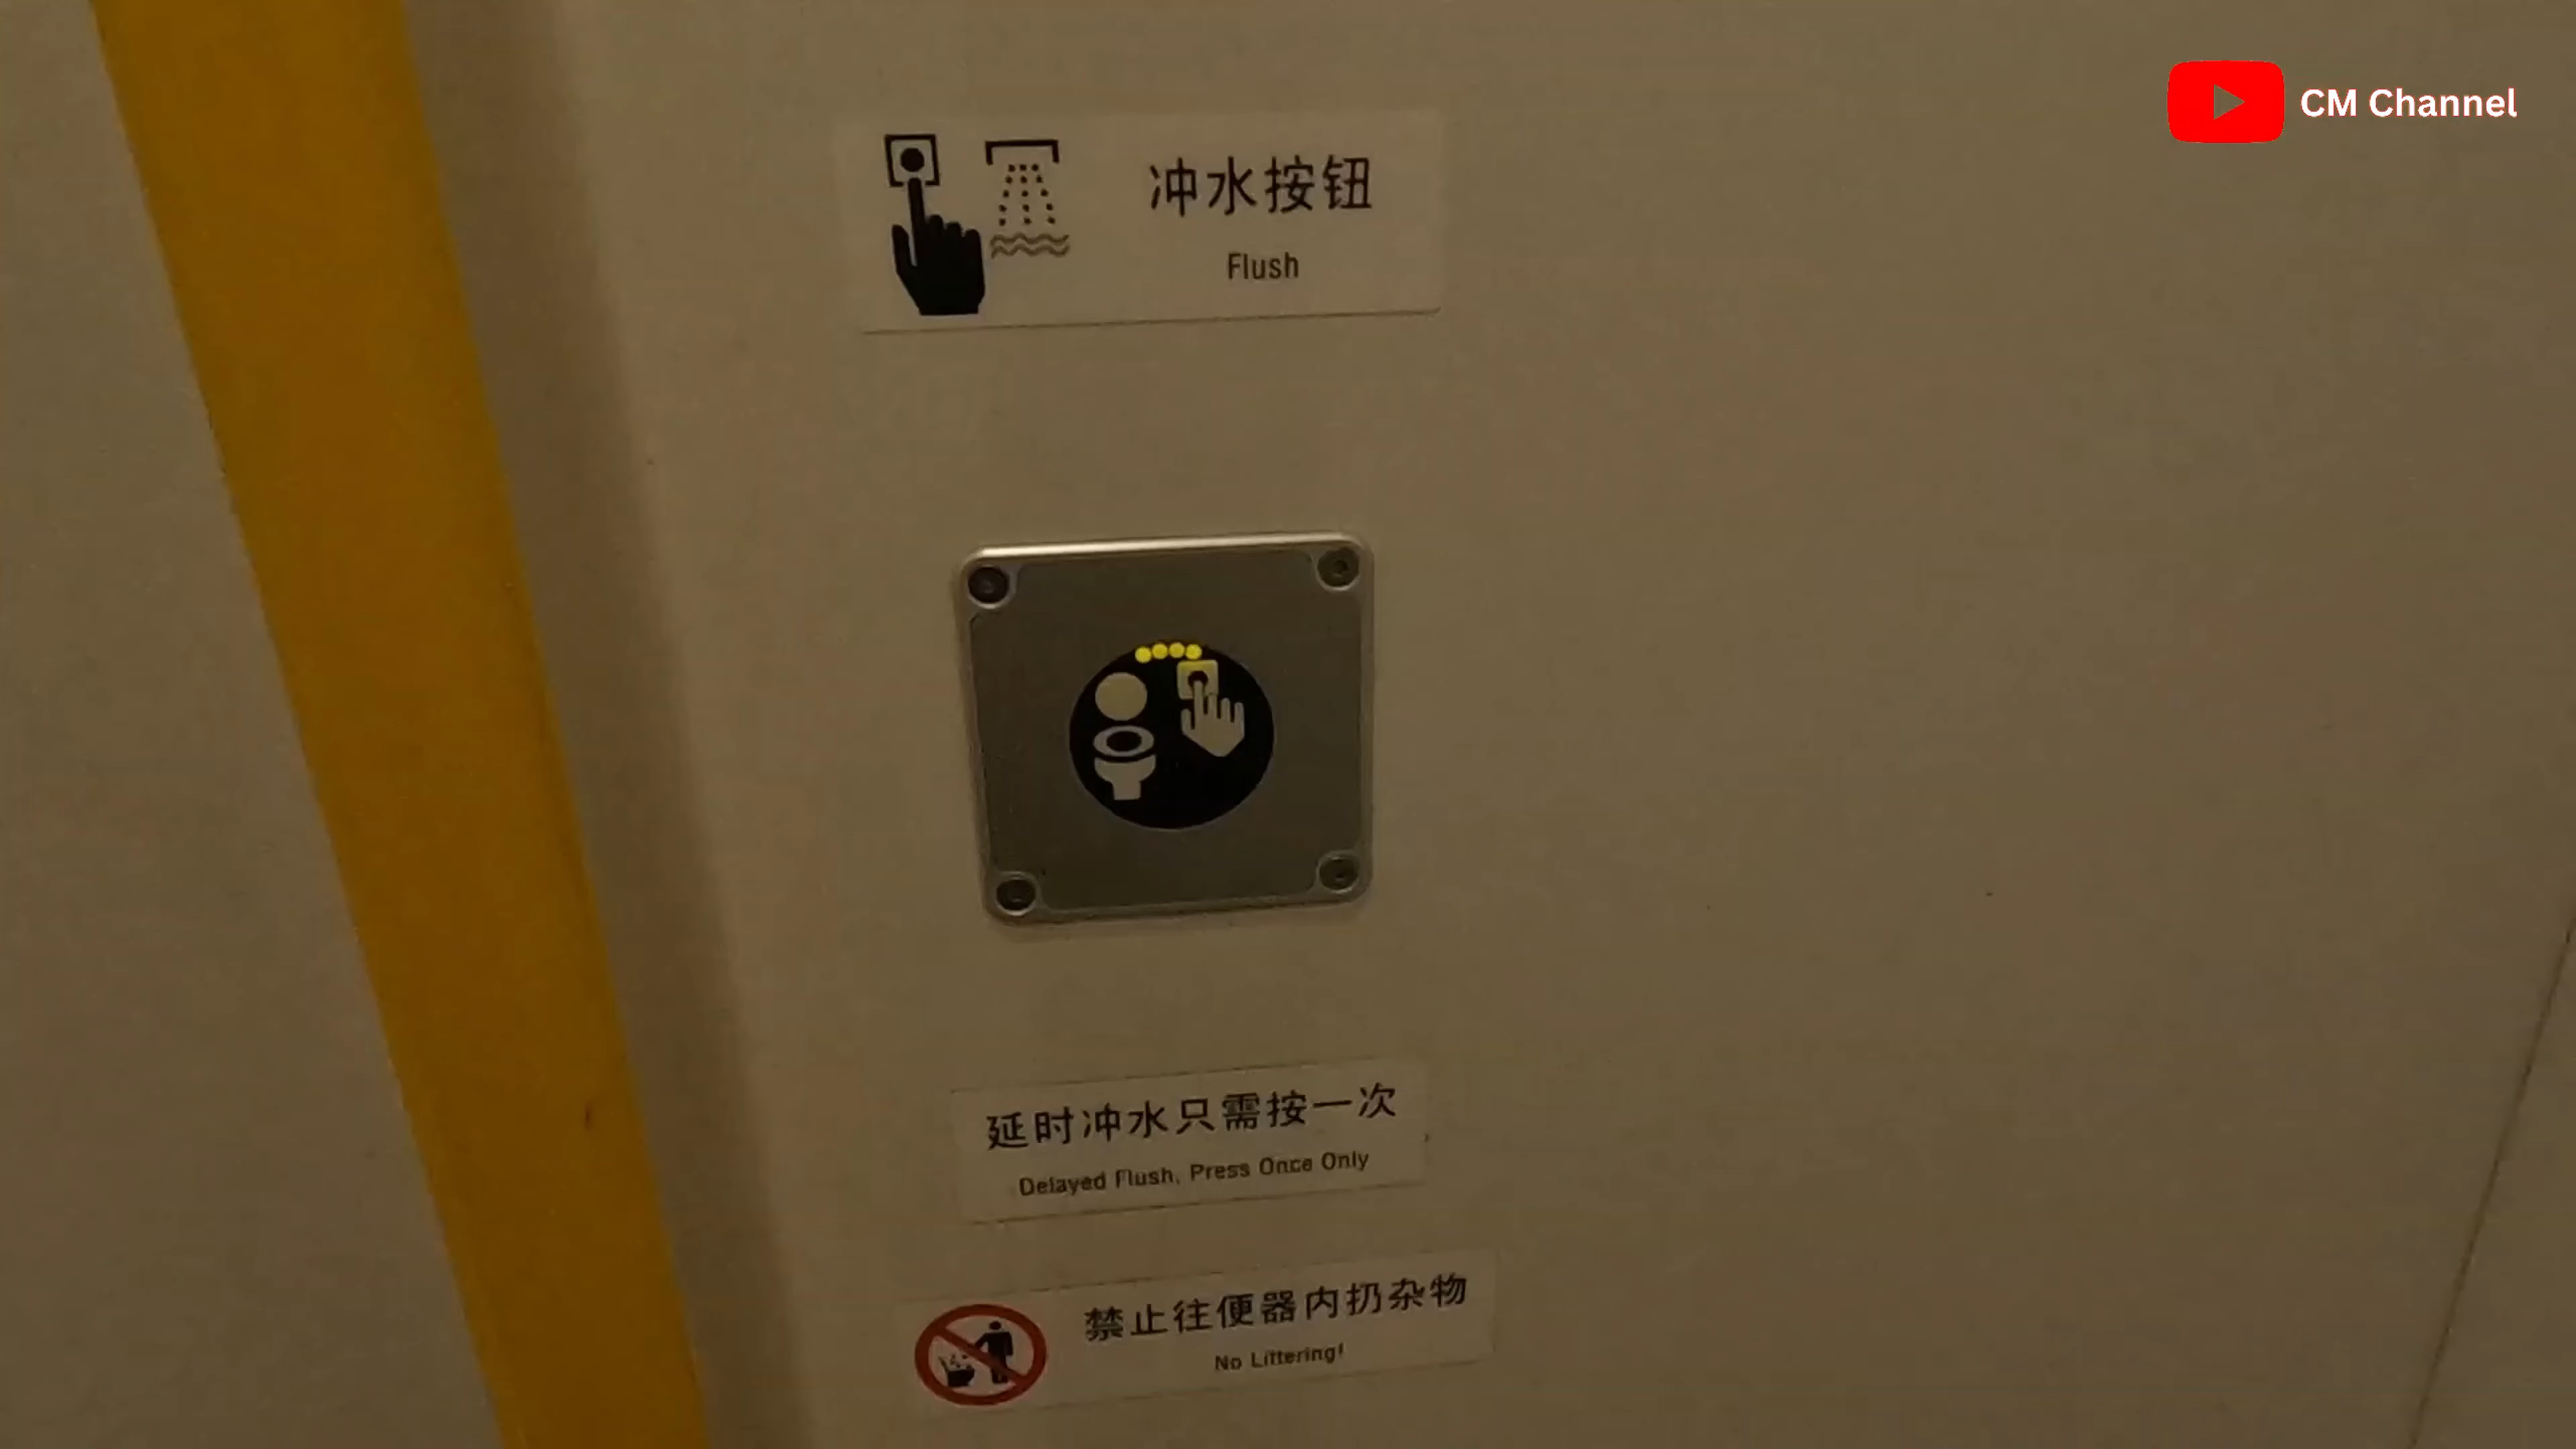 CM Channel
冲水按钮
Flush
延时冲水只需按一次
Delayed Flush, Press Once Only
禁止往便器内扔杂物
No Littering!